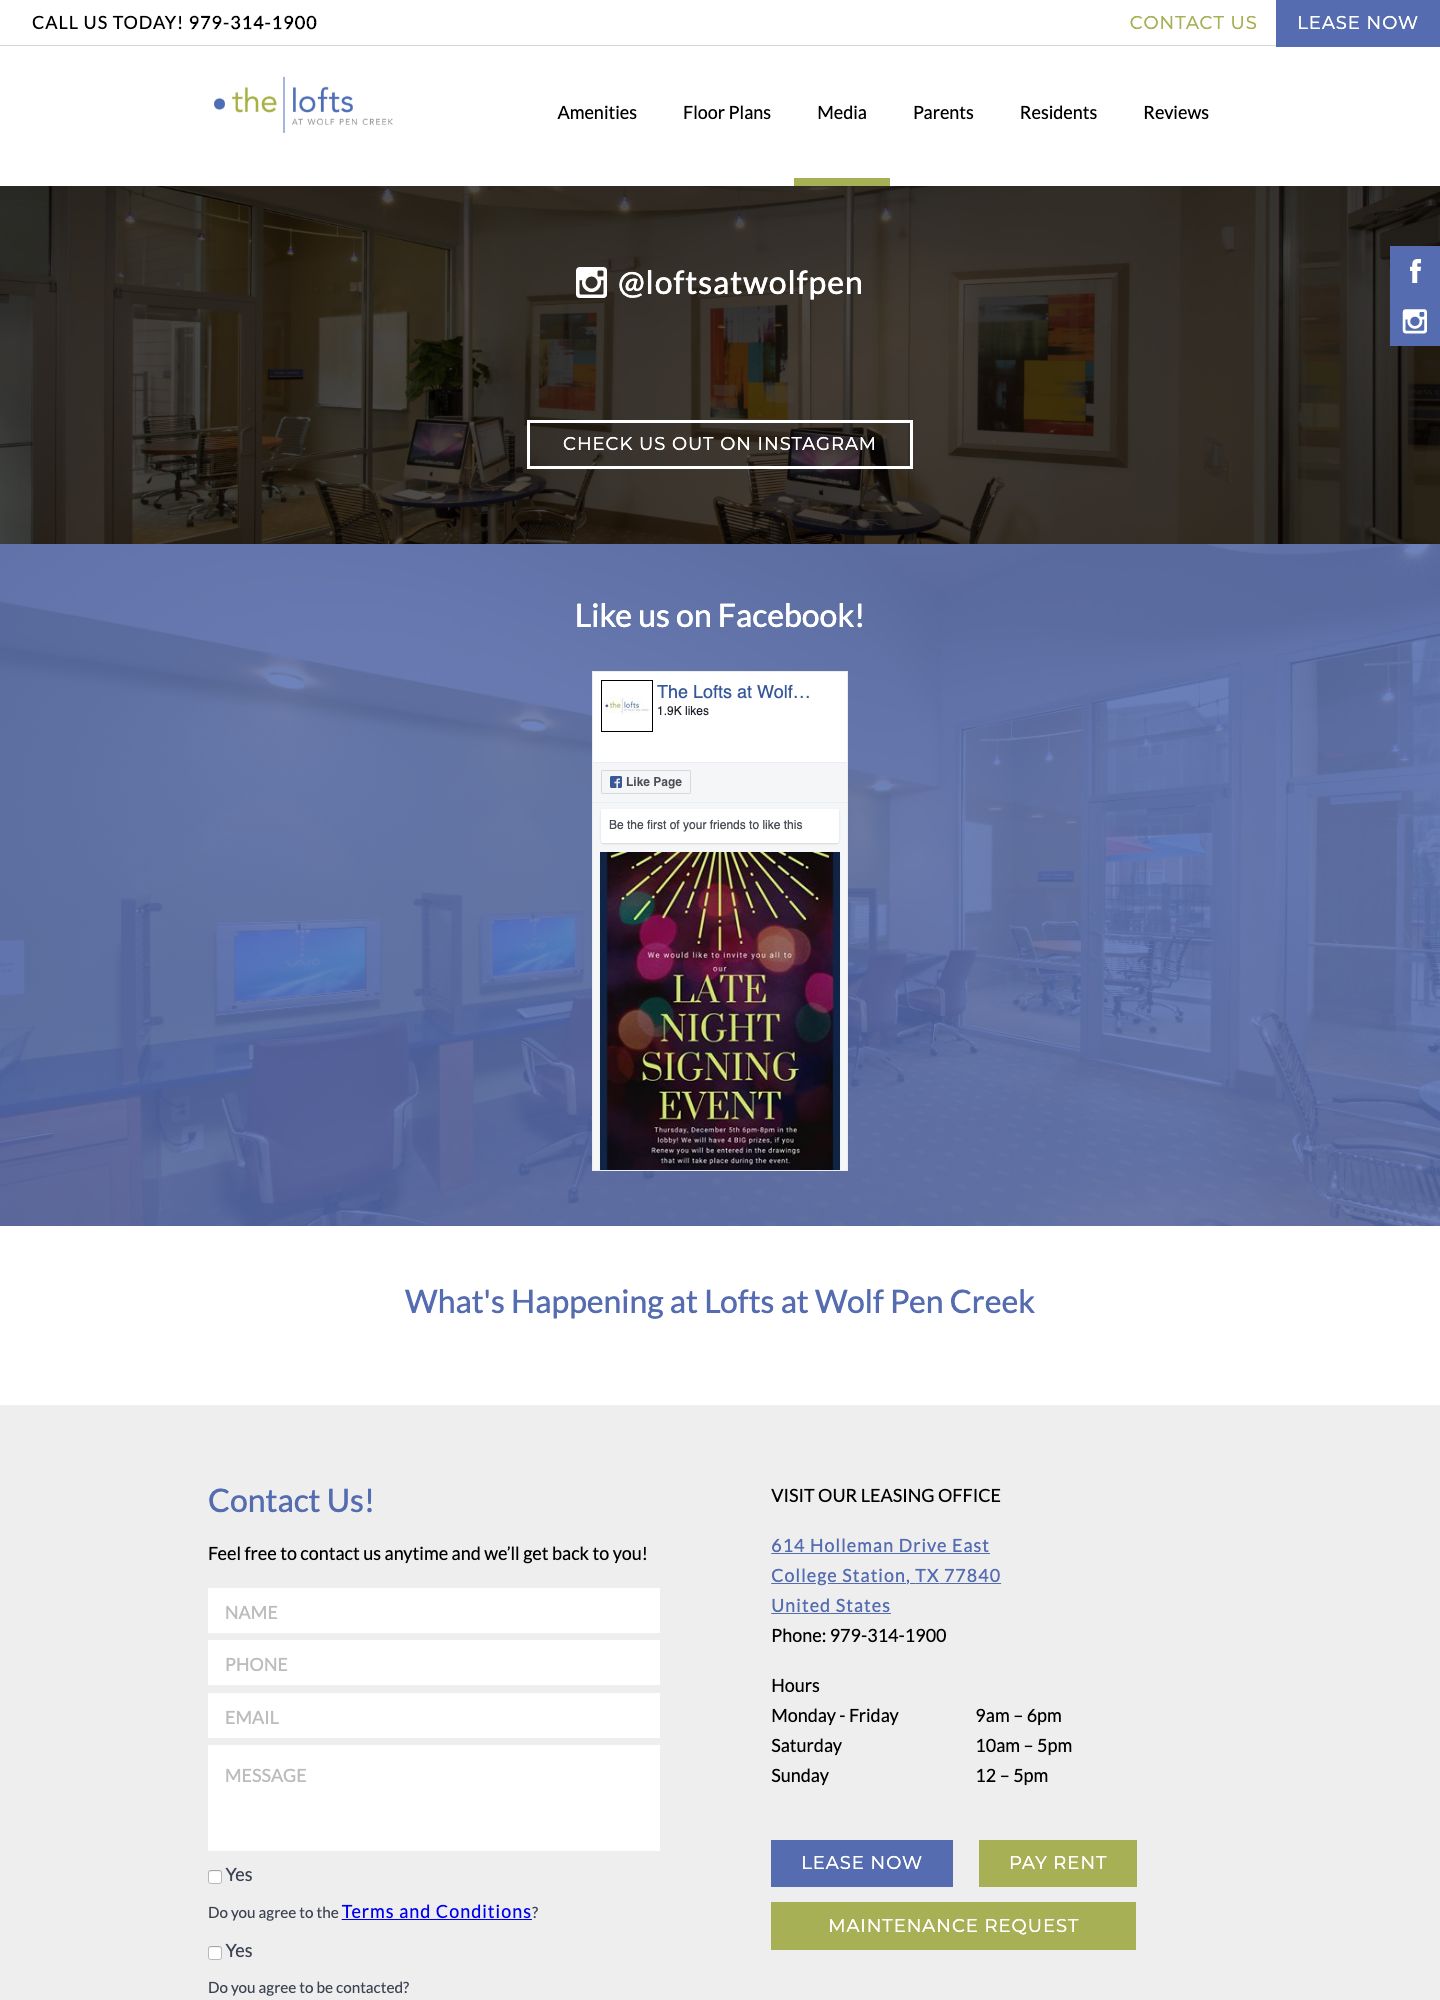 CALL US TODAY! 979-314-1900
CONTACT US
LEASE NOW
the lofts
AT WOLF PEN CREEK
Amenities
Floor Plans
Media
Parents
Residents
Reviews
@loftsatwolfpen
CHECK US OUT ON INSTAGRAM
Like us on Facebook!
the lofts
The Lofts at Wolf…
1.9K likes
Like Page
Be the first of your friends to like this
We would like to invite you all to
our
LATE
NIGHT
SIGNING
EVENT
Thursday, December 5th 6pm-8pm in the
lobby! We will have 4 BIG prizes, if you
Renew you will be entered in the drawings
that will take place during the event.
What's Happening at Lofts at Wolf Pen Creek
Contact Us!
Feel free to contact us anytime and we’ll get back to you!
NAME
PHONE
EMAIL
MESSAGE
Yes
Do you agree to the Terms and Conditions?
Yes
Do you agree to be contacted?
VISIT OUR LEASING OFFICE
614 Holleman Drive East
College Station, TX 77840
United States
Phone: 979-314-1900
Hours
Monday - Friday 9am – 6pm
Saturday 10am – 5pm
Sunday 12 – 5pm
LEASE NOW
PAY RENT
MAINTENANCE REQUEST